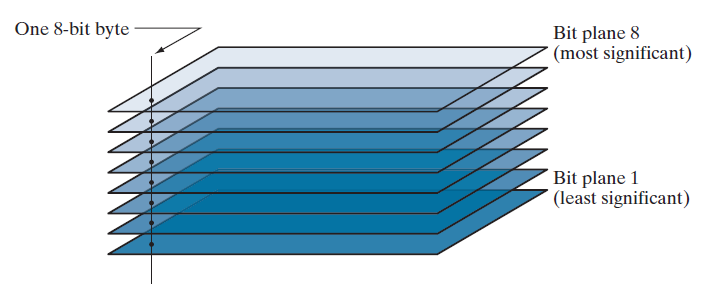 One 8-bit byte
Bit plane 8
(most significant)
Bit plane 1
(least significant)